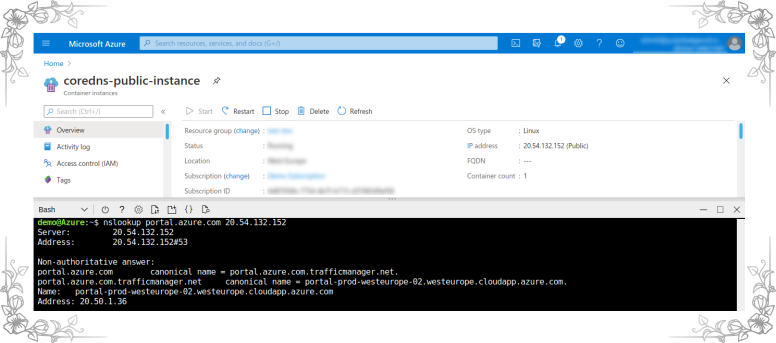 Microsoft Azure
Search resources, services, and docs (G+/)
1
Home >
coredns-public-instance
Container instances
Search (Ctrl+/)
«
Start Restart Stop Delete Refresh
Overview
Activity log
Access control (IAM)
Tags
Resource group (change) :
Status :
Location :
Subscription (change) :
Subscription ID :
OS type : Linux
IP address : 20.54.132.152 (Public)
FQDN : ---
Container count : 1
Bash
demo@Azure:~$ nslookup portal.azure.com 20.54.132.152
Server: 20.54.132.152
Address: 20.54.132.152#53
Non-authoritative answer:
portal.azure.com canonical name = portal.azure.com.trafficmanager.net.
portal.azure.com.trafficmanager.net canonical name = portal-prod-westeurope-02.westeurope.cloudapp.azure.com.
Name: portal-prod-westeurope-02.westeurope.cloudapp.azure.com
Address: 20.50.1.36